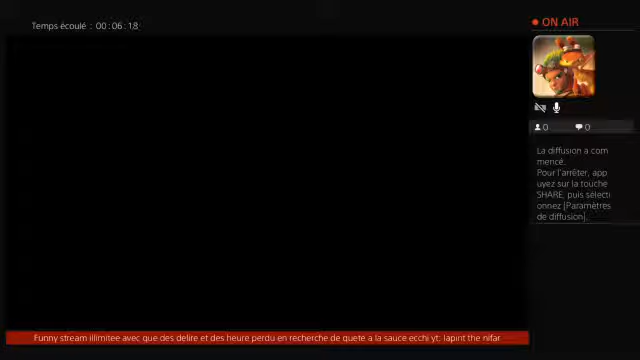 Temps écoulé : 00:06:18
ON AIR
0 0
La diffusion a com
mencé.
Pour l'arrêter, app
uyez sur la touche
SHARE, puis sélecti
onnez [Paramètres
de diffusion].
Funny stream illimitee avec que des delire et des heure perdu en recherche de quete a la sauce ecchi yt: lapint the nifar